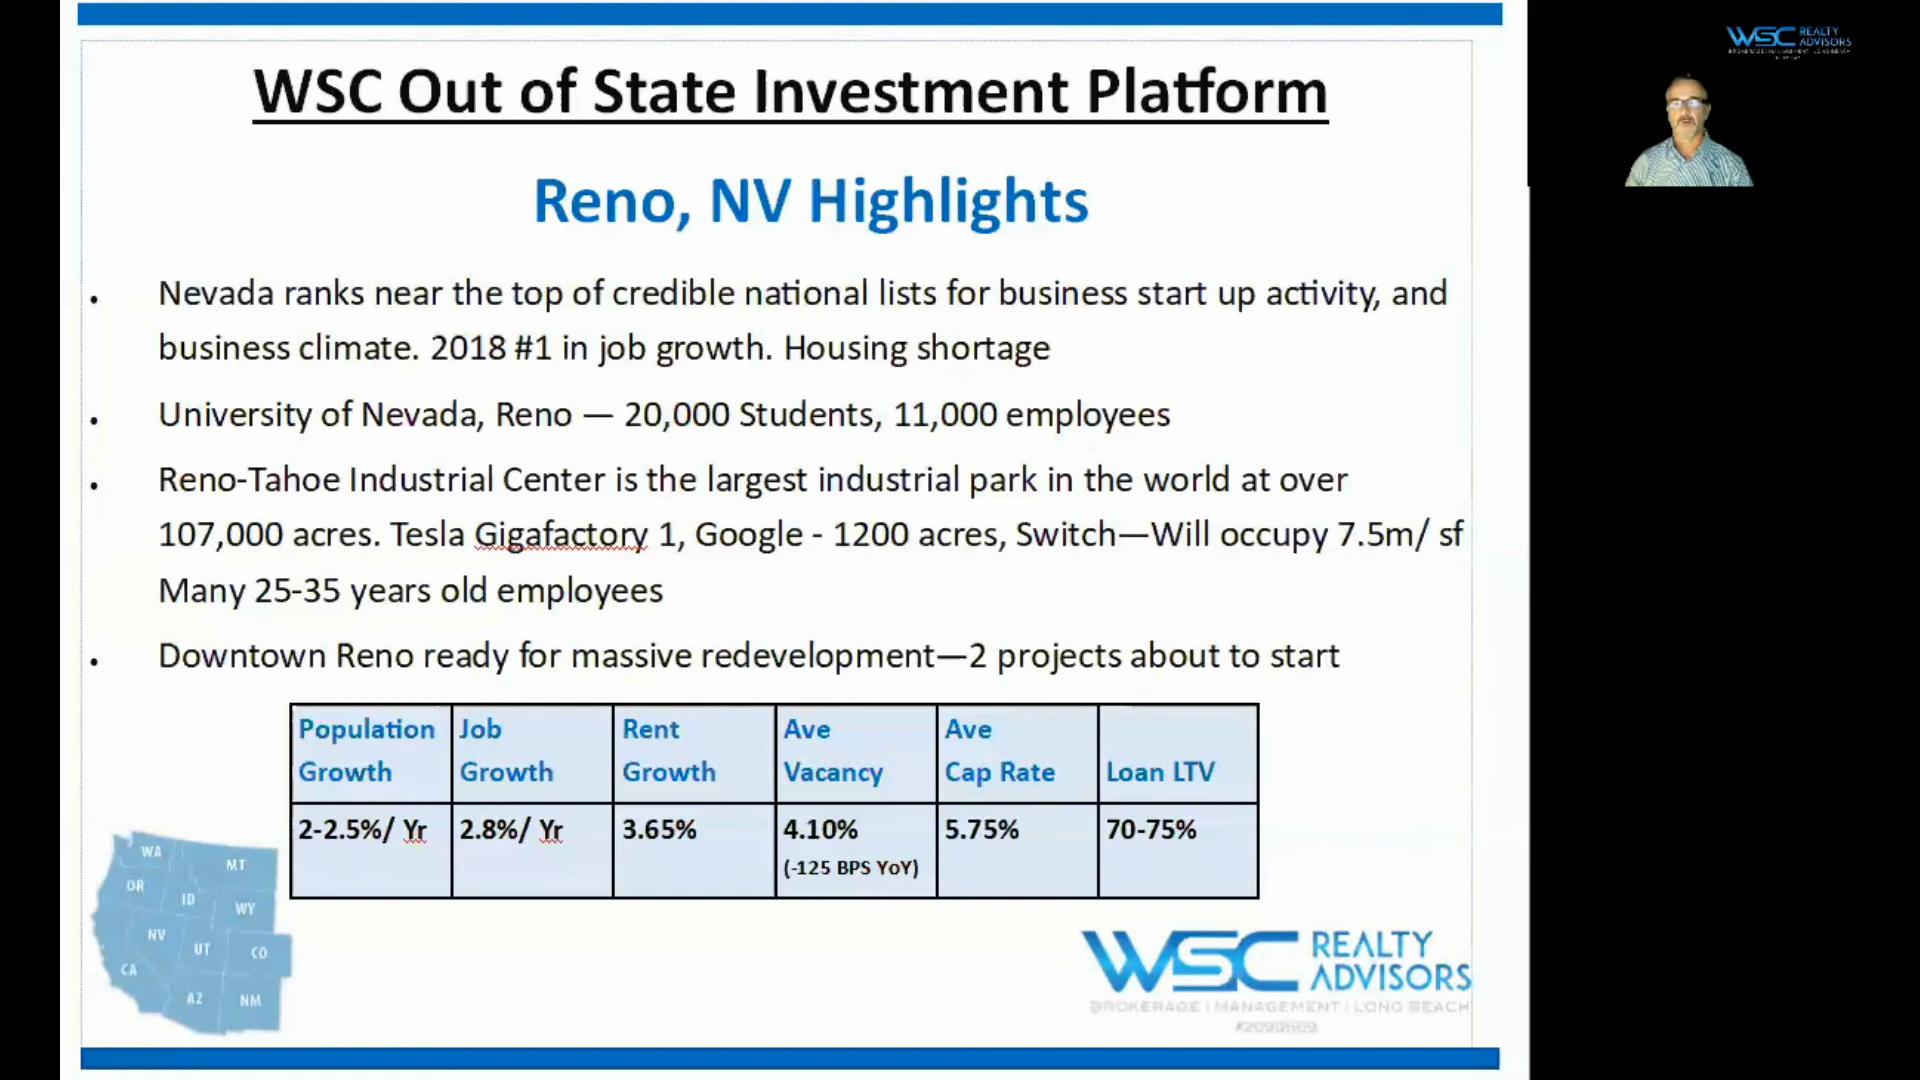 WSC Out of State Investment Platform
Reno, NV Highlights
• Nevada ranks near the top of credible national lists for business start up activity, and
business climate. 2018 #1 in job growth. Housing shortage
• University of Nevada, Reno — 20,000 Students, 11,000 employees
• Reno-Tahoe Industrial Center is the largest industrial park in the world at over
107,000 acres. Tesla Gigafactory 1, Google - 1200 acres, Switch—Will occupy 7.5m/ sf
Many 25-35 years old employees
• Downtown Reno ready for massive redevelopment—2 projects about to start
Population Growth
Job Growth
Rent Growth
Ave Vacancy
Ave Cap Rate
Loan LTV
2-2.5%/ Yr
2.8%/ Yr
3.65%
4.10%
(-125 BPS YoY)
5.75%
70-75%
WA
MT
OR
ID
WY
NV
UT
CO
CA
AZ
NM
WSC REALTY
ADVISORS
BROKERAGE | MANAGEMENT | LONG BEACH
WSC REALTY
ADVISORS